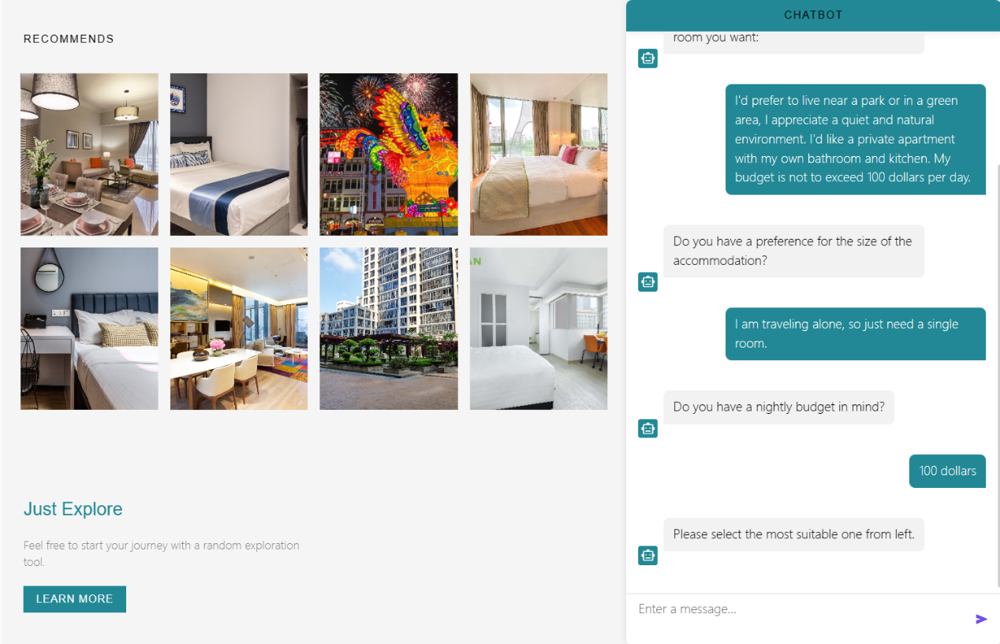 RECOMMENDS
AN
Just Explore
Feel free to start your journey with a random exploration
tool.
LEARN MORE
CHATBOT
room you want:
I'd prefer to live near a park or in a green
area, I appreciate a quiet and natural
environment. I'd like a private apartment
with my own bathroom and kitchen. My
budget is not to exceed 100 dollars per day.
Do you have a preference for the size of the
accommodation?
I am traveling alone, so just need a single
room.
Do you have a nightly budget in mind?
100 dollars
Please select the most suitable one from left.
Enter a message...